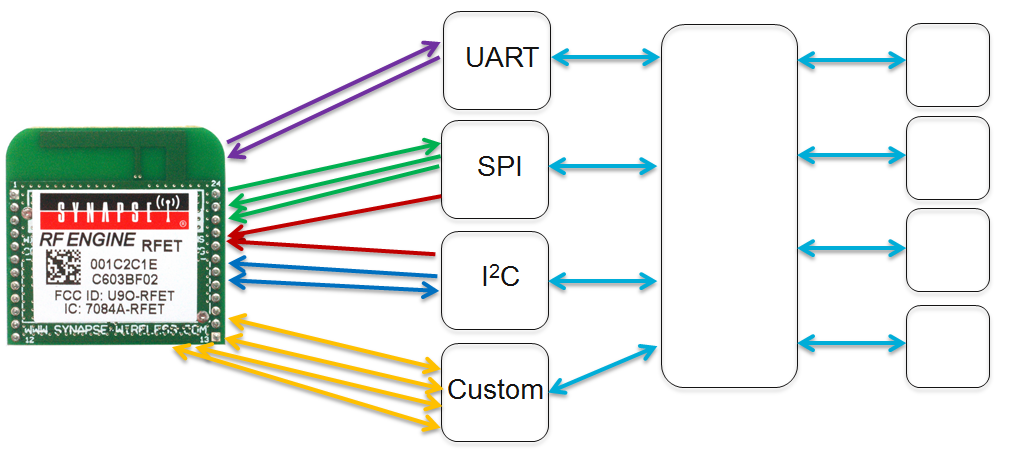 1
24
SYNAPSE
®
RF ENGINE RFET
001C2C1E
C603BF02
FCC ID: U9O-RFET
IC: 7084A-RFET
WWW.SYNAPSE-WIRELESS.COM
12
13
UART
SPI
I²C
Custom